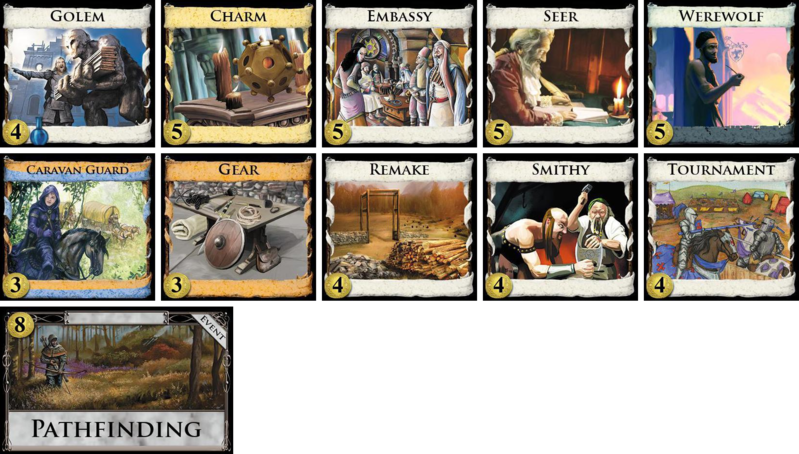 GOLEM
4
CHARM
5
EMBASSY
5
SEER
5
WEREWOLF
5
CARAVAN GUARD
3
GEAR
3
REMAKE
4
SMITHY
4
TOURNAMENT
4
8
EVENT
PATHFINDING